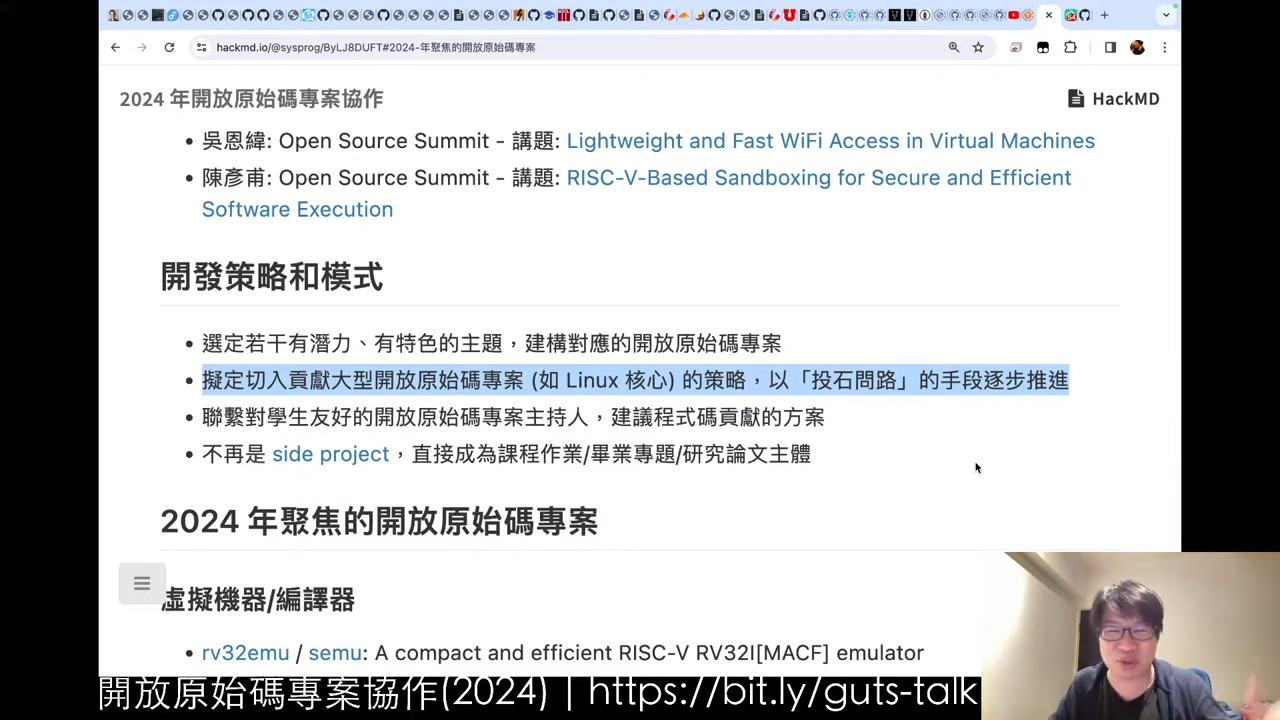 hackmd.io/@sysprog/ByLJ8DUFT#2024-年聚焦的開放原始碼專案
2024 年開放原始碼專案協作
HackMD
吳恩緯: Open Source Summit - 講題: Lightweight and Fast WiFi Access in Virtual Machines
陳彥甫: Open Source Summit - 講題: RISC-V-Based Sandboxing for Secure and Efficient
Software Execution
開發策略和模式
選定若干有潛力、有特色的主題，建構對應的開放原始碼專案
擬定切入貢獻大型開放原始碼專案 (如 Linux 核心) 的策略，以「投石問路」的手段逐步推進
聯繫對學生友好的開放原始碼專案主持人，建議程式碼貢獻的方案
不再是 side project，直接成為課程作業/畢業專題/研究論文主體
2024 年聚焦的開放原始碼專案
虛擬機器/編譯器
rv32emu / semu: A compact and efficient RISC-V RV32I[MACF] emulator
開放原始碼專案協作(2024) | https://bit.ly/guts-talk